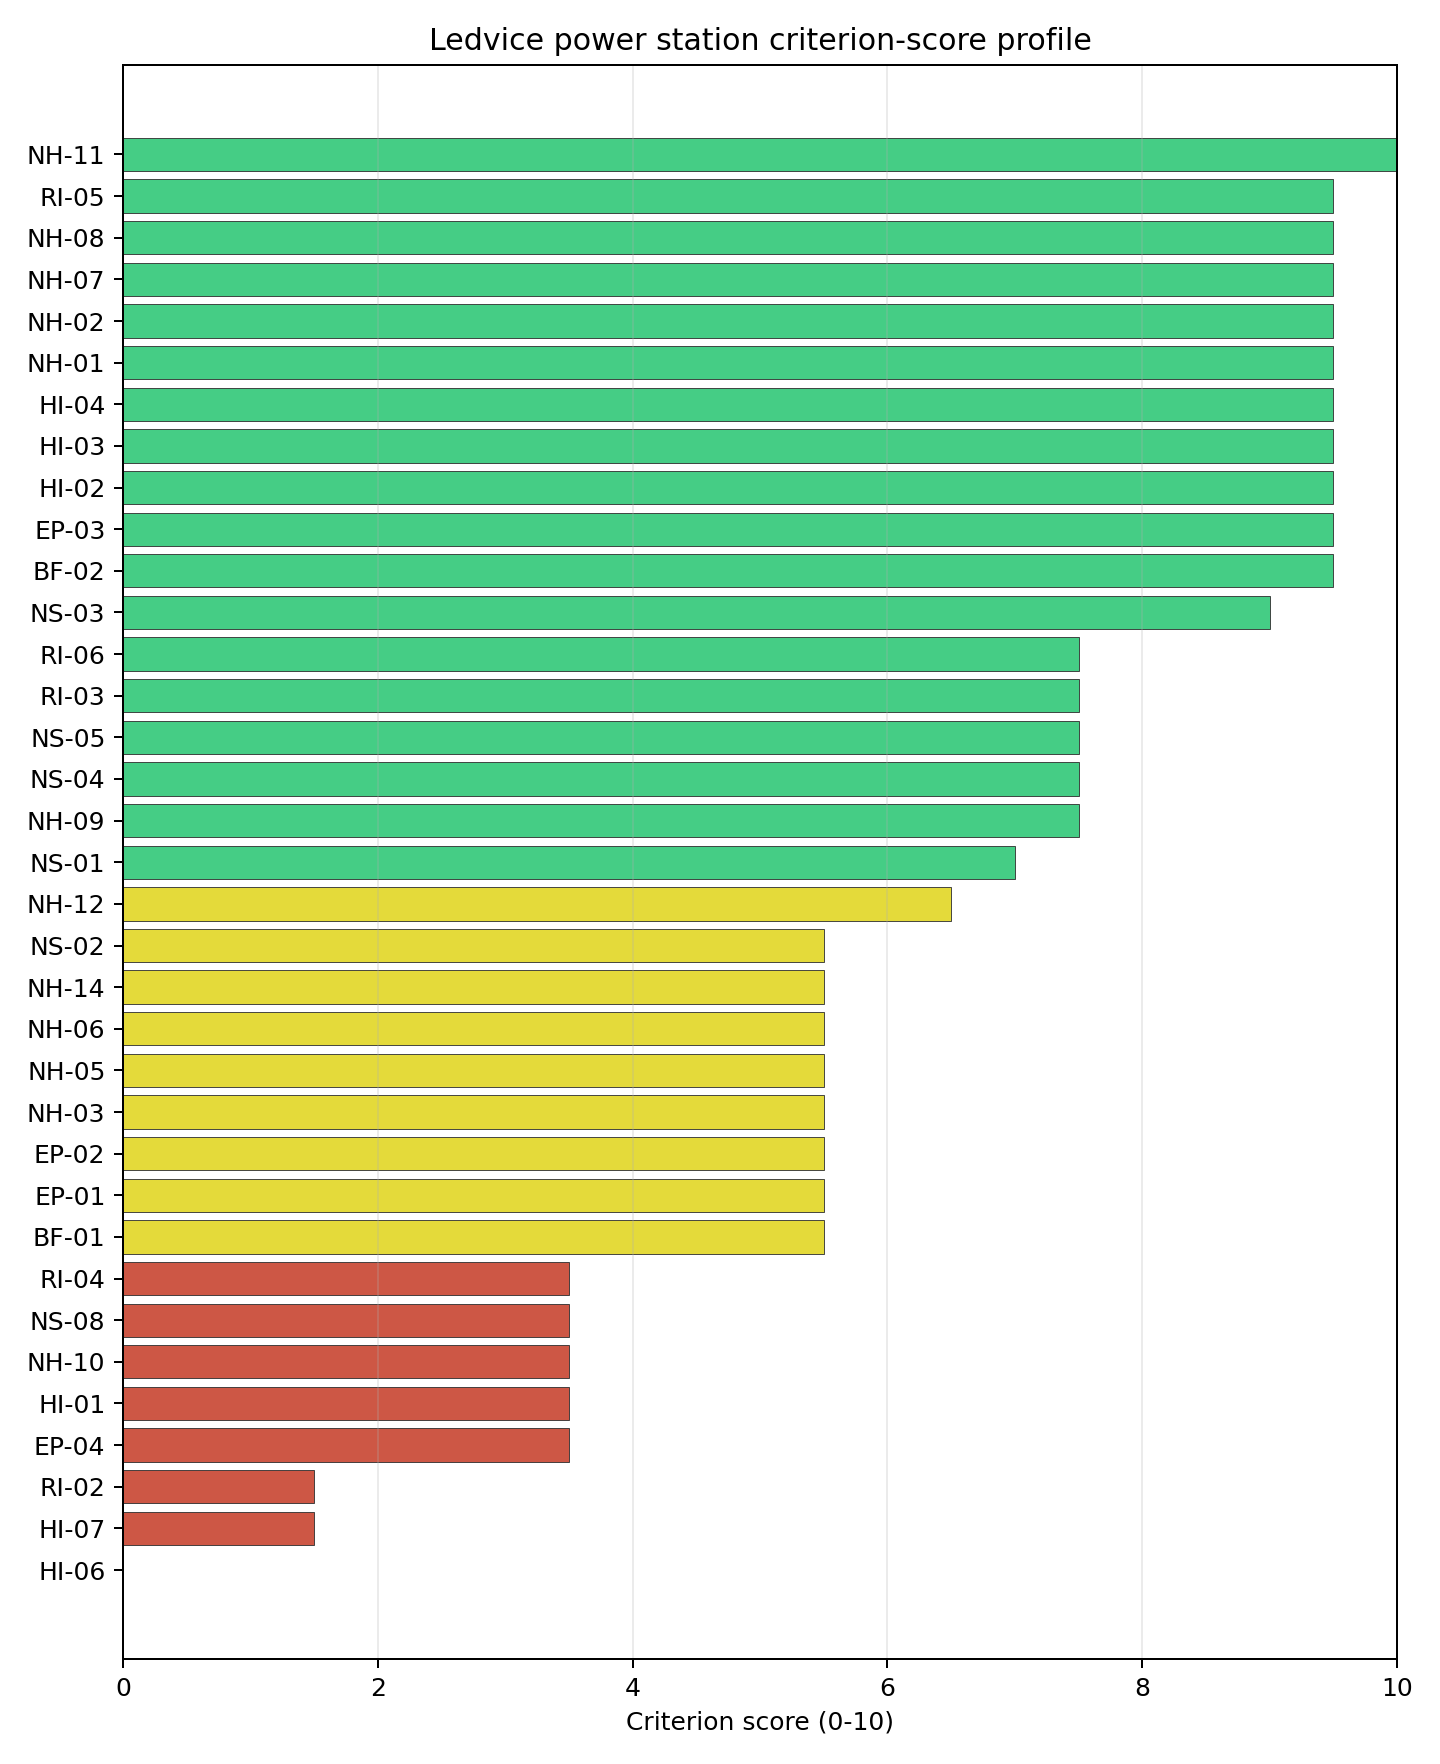 Ledvice power station criterion-score profile
NH-11
RI-05
NH-08
NH-07
NH-02
NH-01
HI-04
HI-03
HI-02
EP-03
BF-02
NS-03
RI-06
RI-03
NS-05
NS-04
NH-09
NS-01
NH-12
NS-02
NH-14
NH-06
NH-05
NH-03
EP-02
EP-01
BF-01
RI-04
NS-08
NH-10
HI-01
EP-04
RI-02
HI-07
HI-06
0 2 4 6 8 10
Criterion score (0-10)